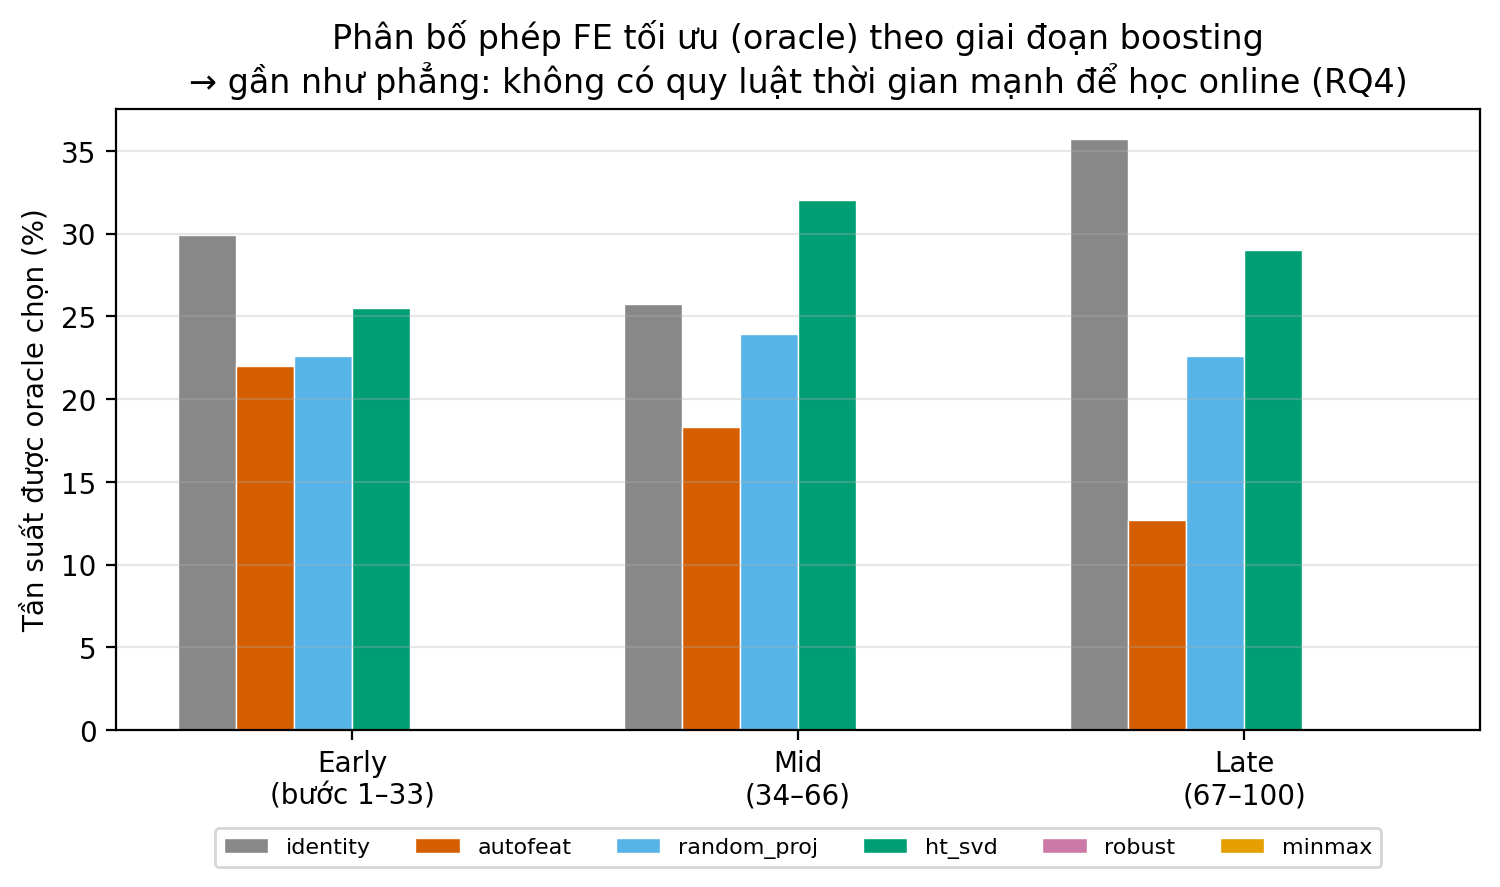 Phân bố phép FE tối ưu (oracle) theo giai đoạn boosting
→ gần như phẳng: không có quy luật thời gian mạnh để học online (RQ4)
Tần suất được oracle chọn (%)
35
30
25
20
15
10
5
0
Early
(bước 1–33)
Mid
(34–66)
Late
(67–100)
identity
autofeat
random_proj
ht_svd
robust
minmax